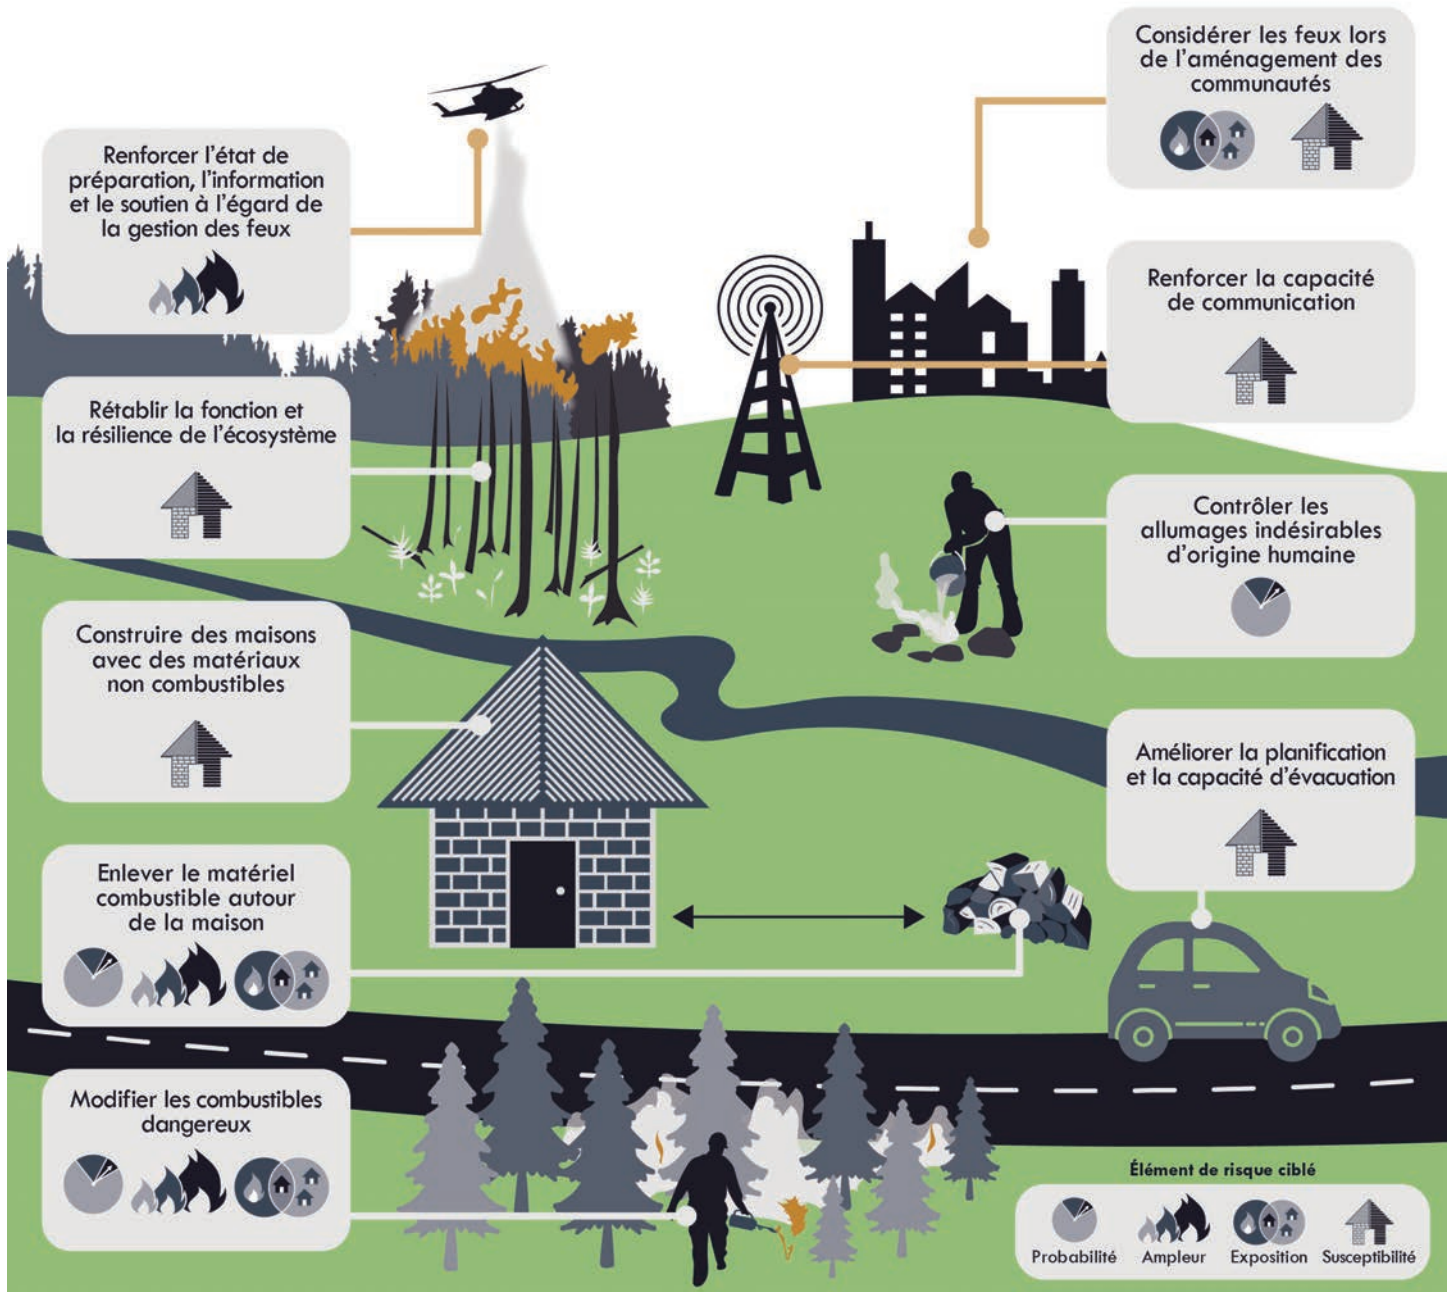 Considérer les feux lors
de l'aménagement des
communautés
Renforcer l'état de
préparation, l'information
et le soutien à l'égard de
la gestion des feux
Renforcer la capacité
de communication
Rétablir la fonction et
la résilience de l'écosystème
Contrôler les
allumages indésirables
d'origine humaine
Construire des maisons
avec des matériaux
non combustibles
Améliorer la planification
et la capacité d'évacuation
Enlever le matériel
combustible autour
de la maison
Modifier les combustibles
dangereux
Élément de risque ciblé
Probabilité Ampleur Exposition Susceptibilité